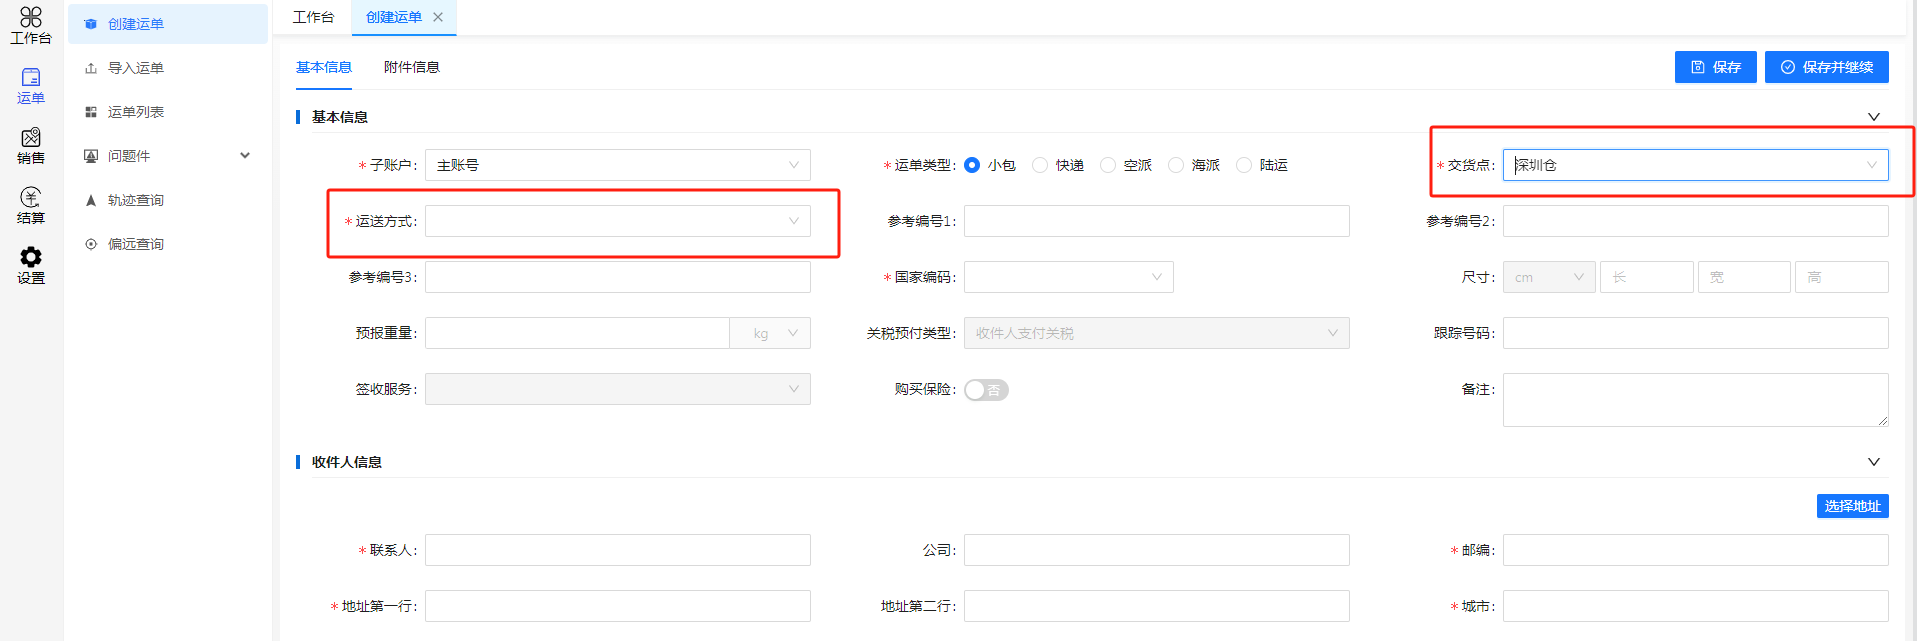 工作台
运单
销售
结算
设置
创建运单
导入运单
运单列表
问题件
轨迹查询
偏远查询
工作台 创建运单
基本信息 附件信息 保存 保存并继续
基本信息
* 子账户: 主账号 * 运单类型: 小包 快递 空派 海派 陆运 * 交货点: 深圳仓
* 运送方式: 参考编号1: 参考编号2:
参考编号3: * 国家编码: 尺寸: cm 长 宽 高
预报重量: kg 关税预付类型: 收件人支付关税 跟踪号码:
签收服务: 购买保险: 否 备注:
收件人信息
选择地址
* 联系人: 公司: * 邮编:
* 地址第一行: 地址第二行: * 城市: